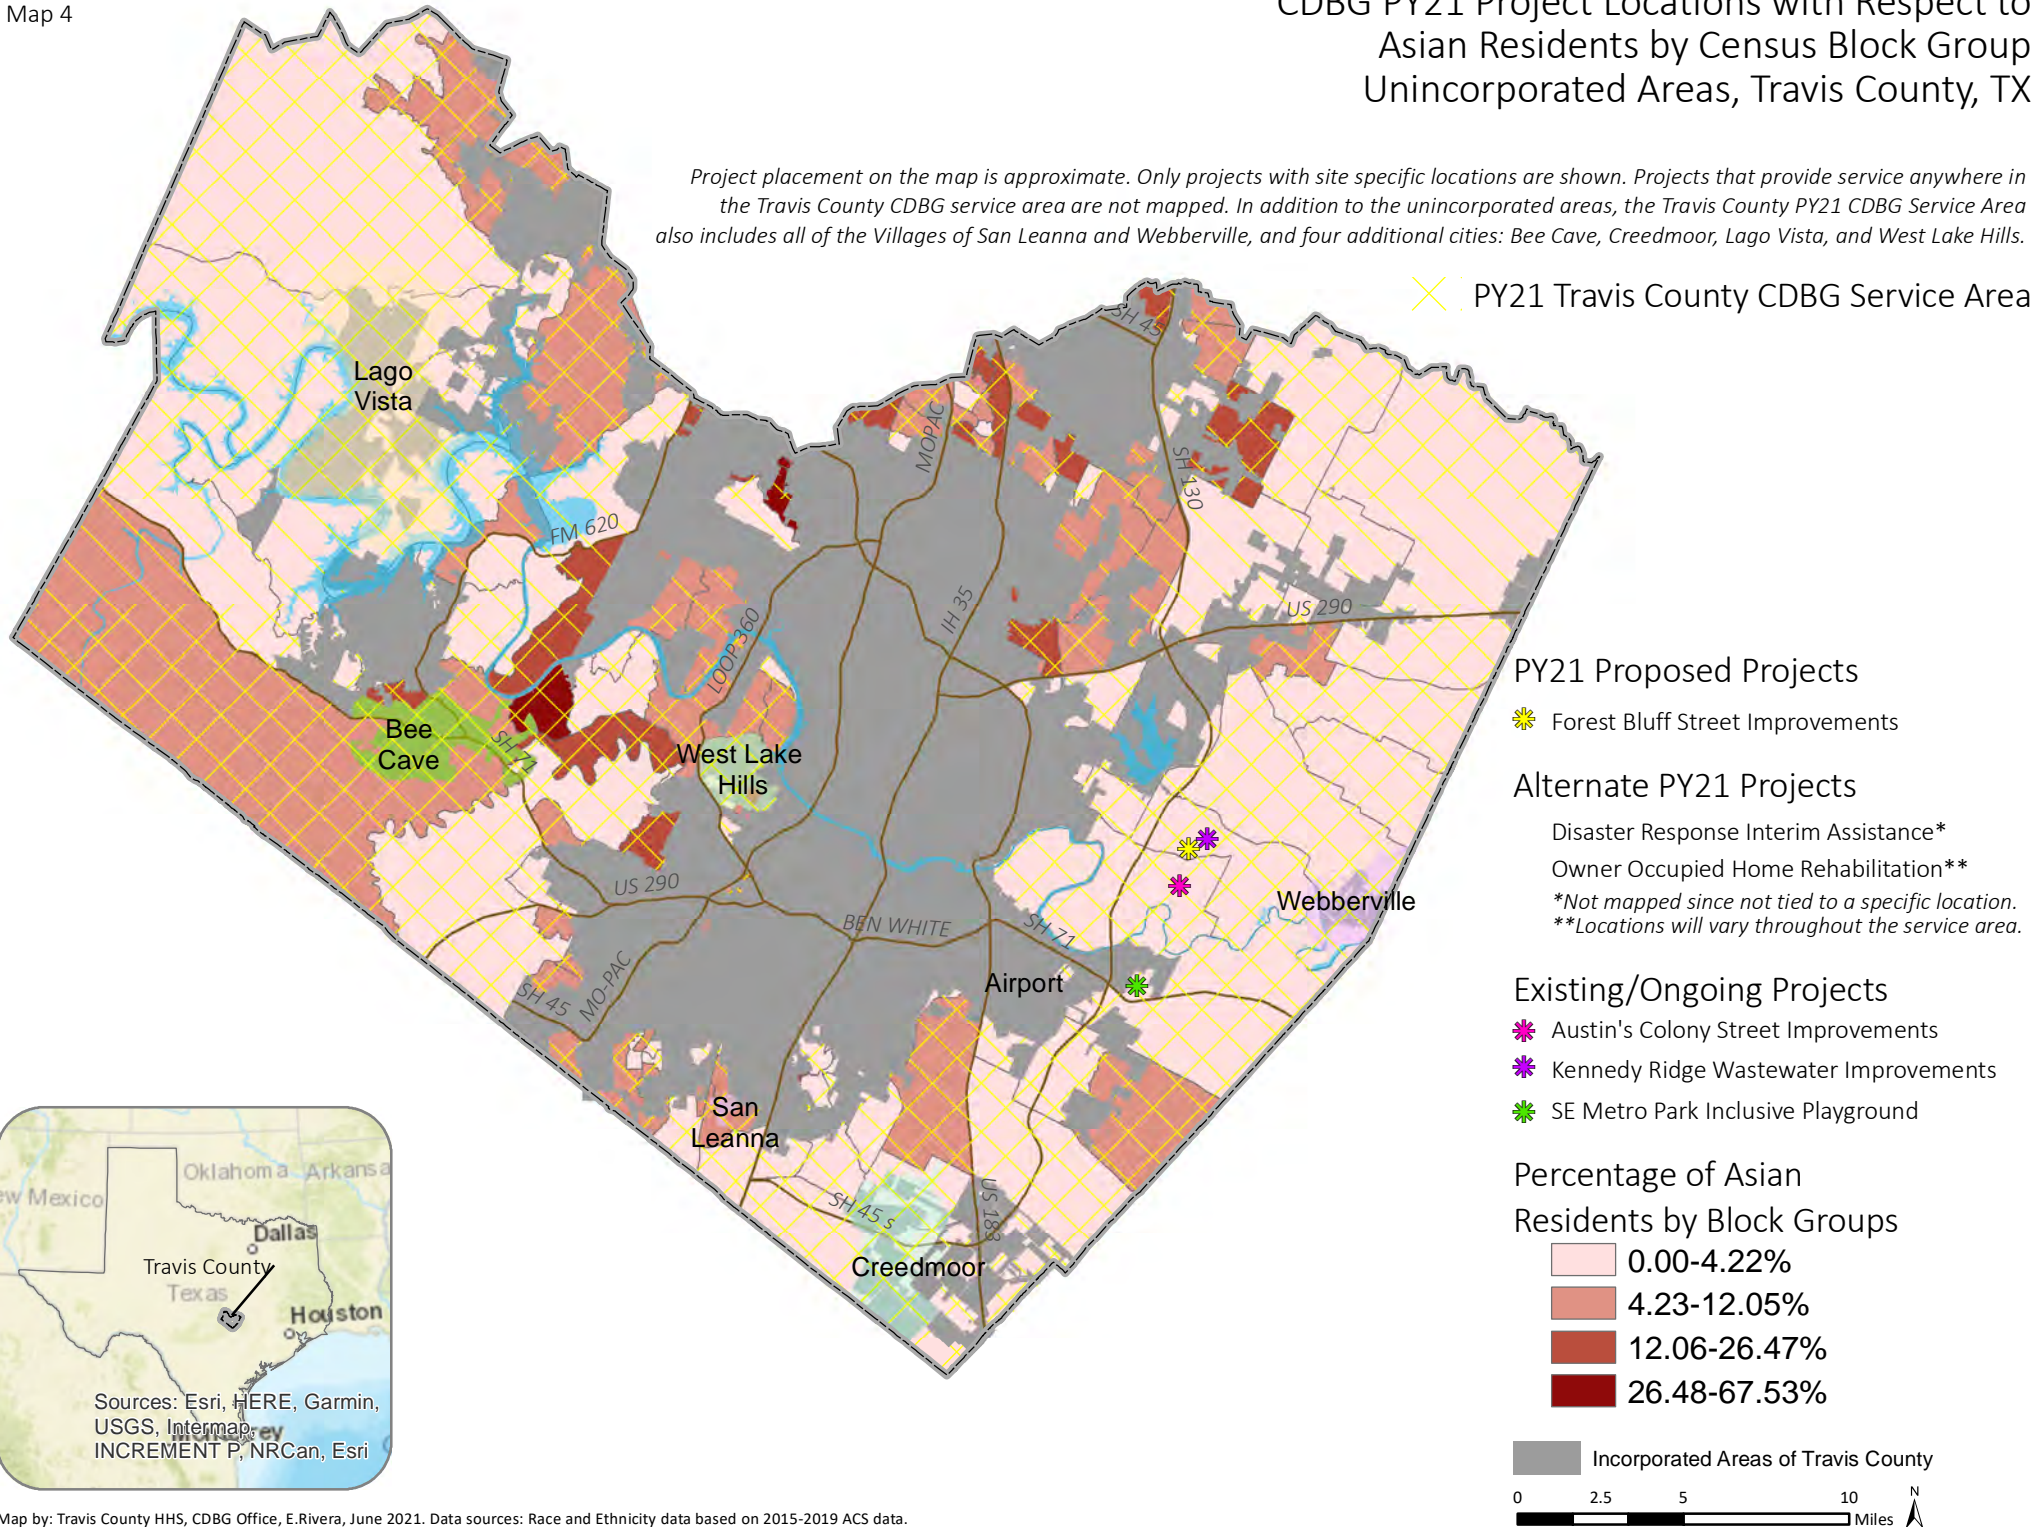 Map 4
CDBG PY21 Project Locations with Respect to
Asian Residents by Census Block Group
Unincorporated Areas, Travis County, TX
Project placement on the map is approximate. Only projects with site specific locations are shown. Projects that provide service anywhere in
the Travis County CDBG service area are not mapped. In addition to the unincorporated areas, the Travis County PY21 CDBG Service Area
also includes all of the Villages of San Leanna and Webberville, and four additional cities: Bee Cave, Creedmoor, Lago Vista, and West Lake Hills.
PY21 Travis County CDBG Service Area
SH 45
Lago
Vista
MOPAC
SH 130
FM 620
IH 35
US 290
LOOP 360
Bee
Cave
SH 71
West Lake
Hills
US 290
BEN WHITE
SH 71
Webberville
Airport
SH 45
MO-PAC
San
Leanna
SH 45 s
US 183
Creedmoor
PY21 Proposed Projects
Forest Bluff Street Improvements
Alternate PY21 Projects
Disaster Response Interim Assistance*
Owner Occupied Home Rehabilitation**
*Not mapped since not tied to a specific location.
**Locations will vary throughout the service area.
Existing/Ongoing Projects
Austin's Colony Street Improvements
Kennedy Ridge Wastewater Improvements
SE Metro Park Inclusive Playground
Percentage of Asian
Residents by Block Groups
0.00-4.22%
4.23-12.05%
12.06-26.47%
26.48-67.53%
Incorporated Areas of Travis County
0 2.5 5 10
Miles
N
Oklahoma Arkansa
ew Mexico
Dallas
Travis County
Texas
Houston
Sources: Esri, HERE, Garmin,
USGS, Intermap,
INCREMENT P, NRCan, Esri
Map by: Travis County HHS, CDBG Office, E.Rivera, June 2021. Data sources: Race and Ethnicity data based on 2015-2019 ACS data.